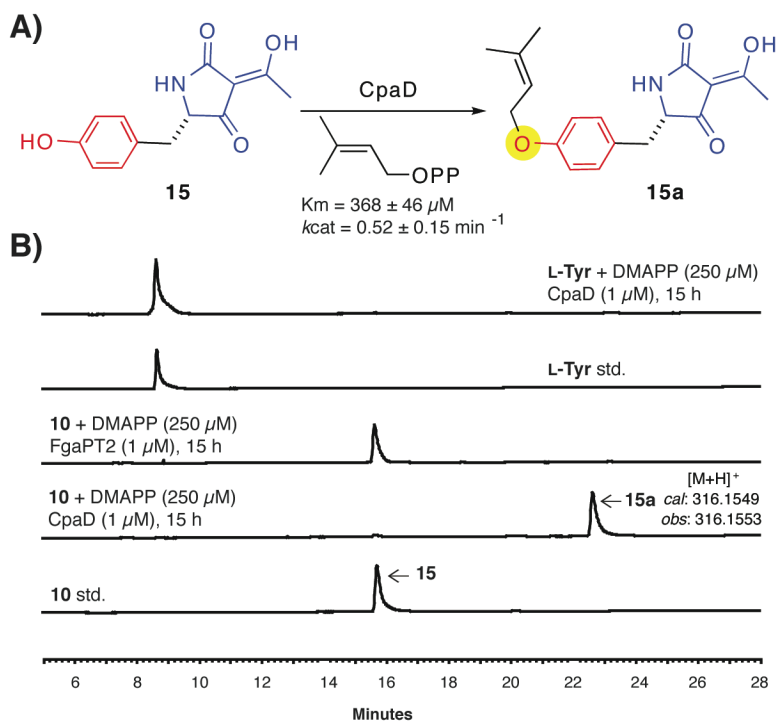 A)
O
OH
HN
O
HO
15
CpaD
OPP
Km = 368 ± 46 µM
kcat = 0.52 ± 0.15 min -1
O
OH
HN
O
O
15a
B)
L-Tyr + DMAPP (250 µM)
CpaD (1 µM), 15 h
L-Tyr std.
10 + DMAPP (250 µM)
FgaPT2 (1 µM), 15 h
10 + DMAPP (250 µM)
CpaD (1 µM), 15 h
15a
[M+H]+
cal: 316.1549
obs: 316.1553
10 std.
15
6 8 10 12 14 16 18 20 22 24 26 28
Minutes